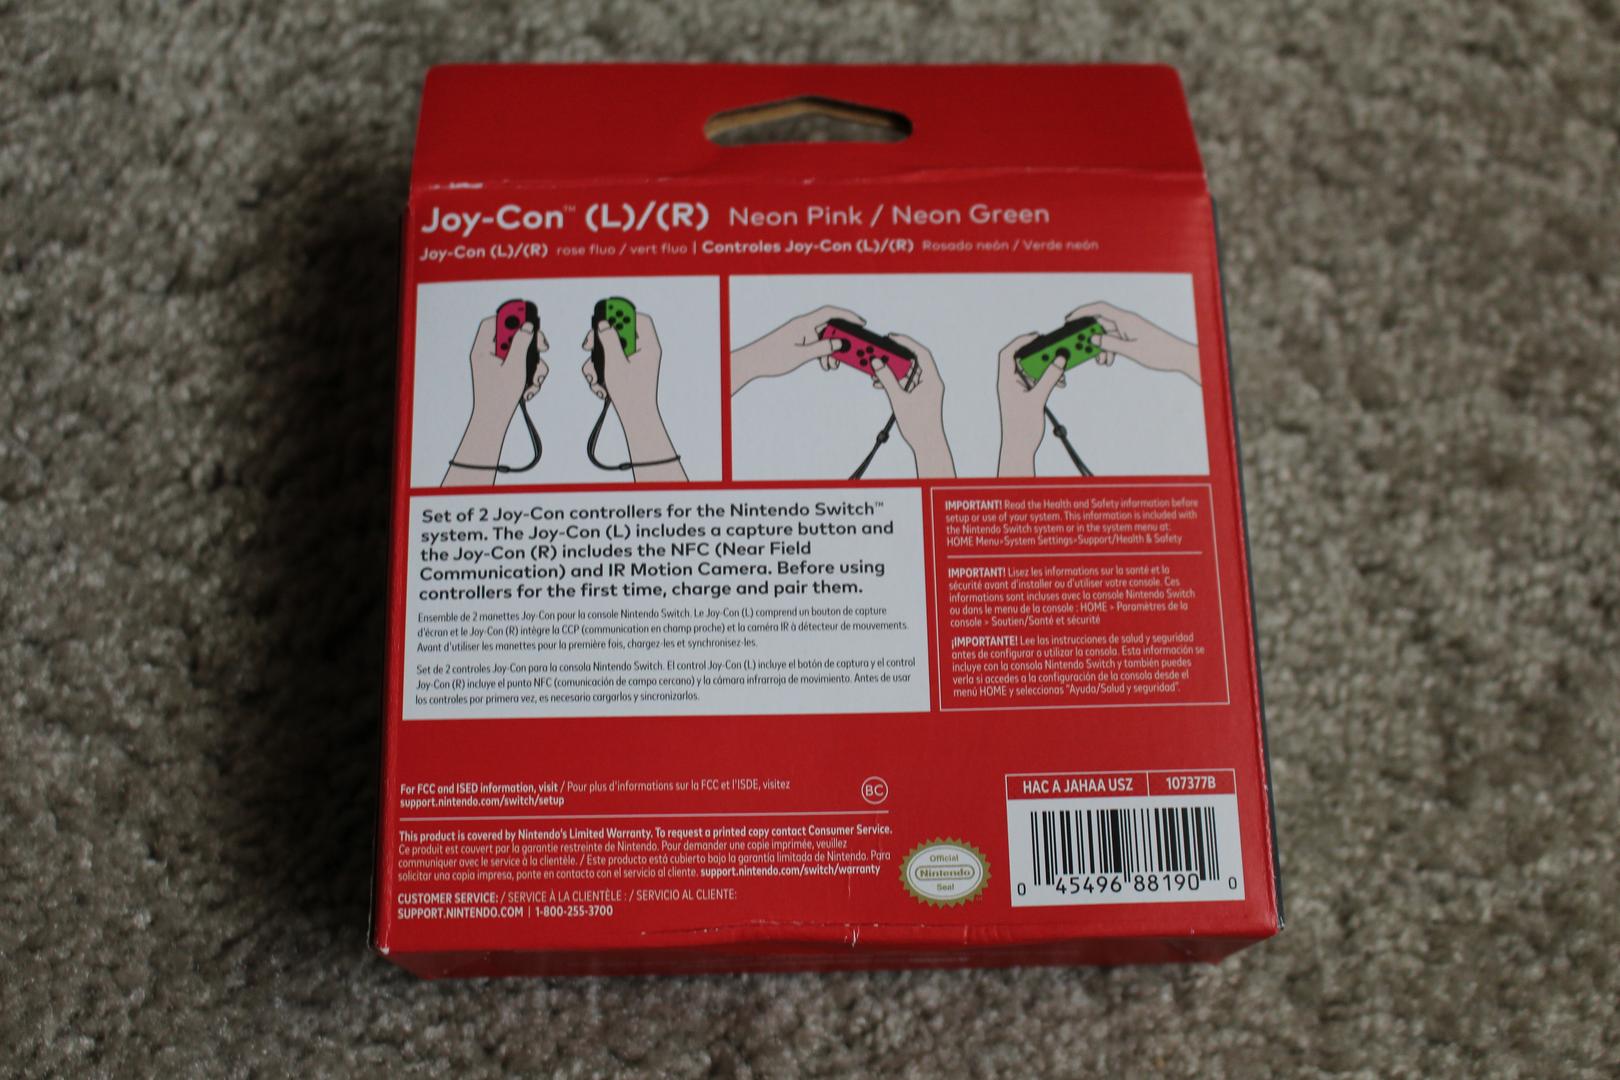 Joy-Con™ (L)/(R) Neon Pink / Neon Green
Joy-Con (L)/(R) rose fluo / vert fluo | Controles Joy-Con (L)/(R) Rosado neón / Verde neón
Set of 2 Joy-Con controllers for the Nintendo Switch™
system. The Joy-Con (L) includes a capture button and
the Joy-Con (R) includes the NFC (Near Field
Communication) and IR Motion Camera. Before using
controllers for the first time, charge and pair them.
Ensemble de 2 manettes Joy-Con pour la console Nintendo Switch. Le Joy-Con (L) comprend un bouton de capture
d'écran et le Joy-Con (R) intègre la CCP (communication en champ proche) et la caméra IR à détecteur de mouvements.
Avant d'utiliser les manettes pour la première fois, chargez-les et synchronisez-les.
Set de 2 controles Joy-Con para la consola Nintendo Switch. El control Joy-Con (L) incluye el botón de captura y el control
Joy-Con (R) incluye el punto NFC (comunicación de campo cercano) y la cámara infrarroja de movimiento. Antes de usar
los controles por primera vez, es necesario cargarlos y sincronizarlos.
IMPORTANT! Read the Health and Safety information before
setup or use of your system. This information is included with
the Nintendo Switch system or in the system menu at:
HOME Menu>System Settings>Support/Health & Safety
IMPORTANT! Lisez les informations sur la santé et la
sécurité avant d'installer ou d'utiliser votre console. Ces
informations sont incluses avec la console Nintendo Switch
ou dans le menu de la console : HOME > Paramètres de la
console > Soutien/Santé et sécurité
¡IMPORTANTE! Lee las instrucciones de salud y seguridad
antes de configurar o utilizar la consola. Esta información se
incluye con la consola Nintendo Switch y también puedes
verla si accedes a la configuración de la consola desde el
menú HOME y seleccionas "Ayuda/Salud y seguridad".
For FCC and ISED information, visit / Pour plus d'informations sur la FCC et l'ISDE, visitez
support.nintendo.com/switch/setup
BC
This product is covered by Nintendo's Limited Warranty. To request a printed copy contact Consumer Service.
Ce produit est couvert par la garantie restreinte de Nintendo. Pour demander une copie imprimée, veuillez
communiquer avec le service à la clientèle. / Este producto está cubierto bajo la garantía limitada de Nintendo. Para
solicitar una copia impresa, ponte en contacto con el servicio al cliente. support.nintendo.com/switch/warranty
CUSTOMER SERVICE: / SERVICE À LA CLIENTÈLE : / SERVICIO AL CLIENTE:
SUPPORT.NINTENDO.COM | 1-800-255-3700
Official
Nintendo
Seal
HAC A JAHAA USZ 107377B
0 45496 88190 0